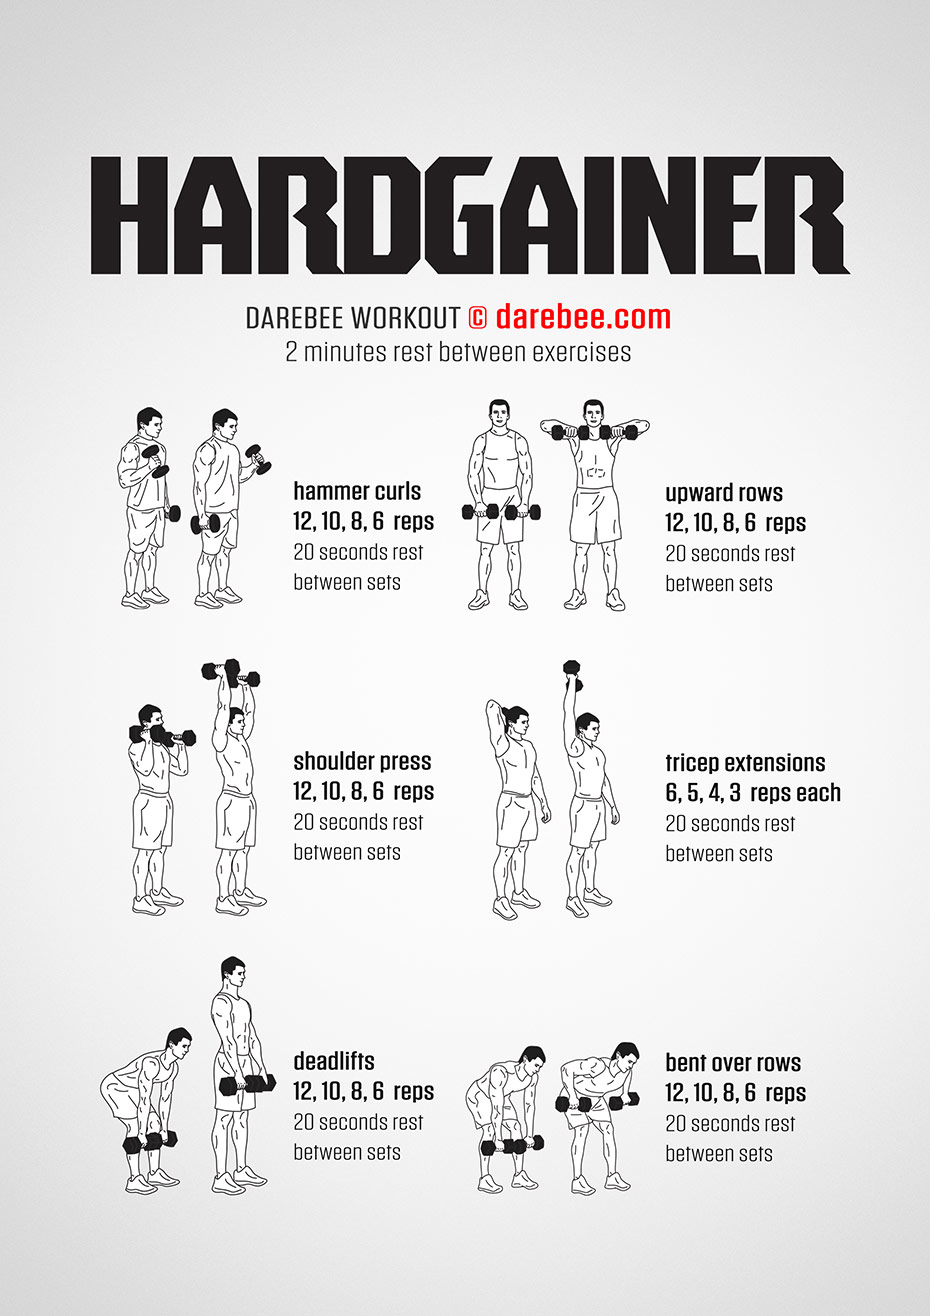 HARDGAINER
DAREBEE WORKOUT © darebee.com
2 minutes rest between exercises
hammer curls
12, 10, 8, 6 reps
20 seconds rest
between sets
upward rows
12, 10, 8, 6 reps
20 seconds rest
between sets
shoulder press
12, 10, 8, 6 reps
20 seconds rest
between sets
tricep extensions
6, 5, 4, 3 reps each
20 seconds rest
between sets
deadlifts
12, 10, 8, 6 reps
20 seconds rest
between sets
bent over rows
12, 10, 8, 6 reps
20 seconds rest
between sets